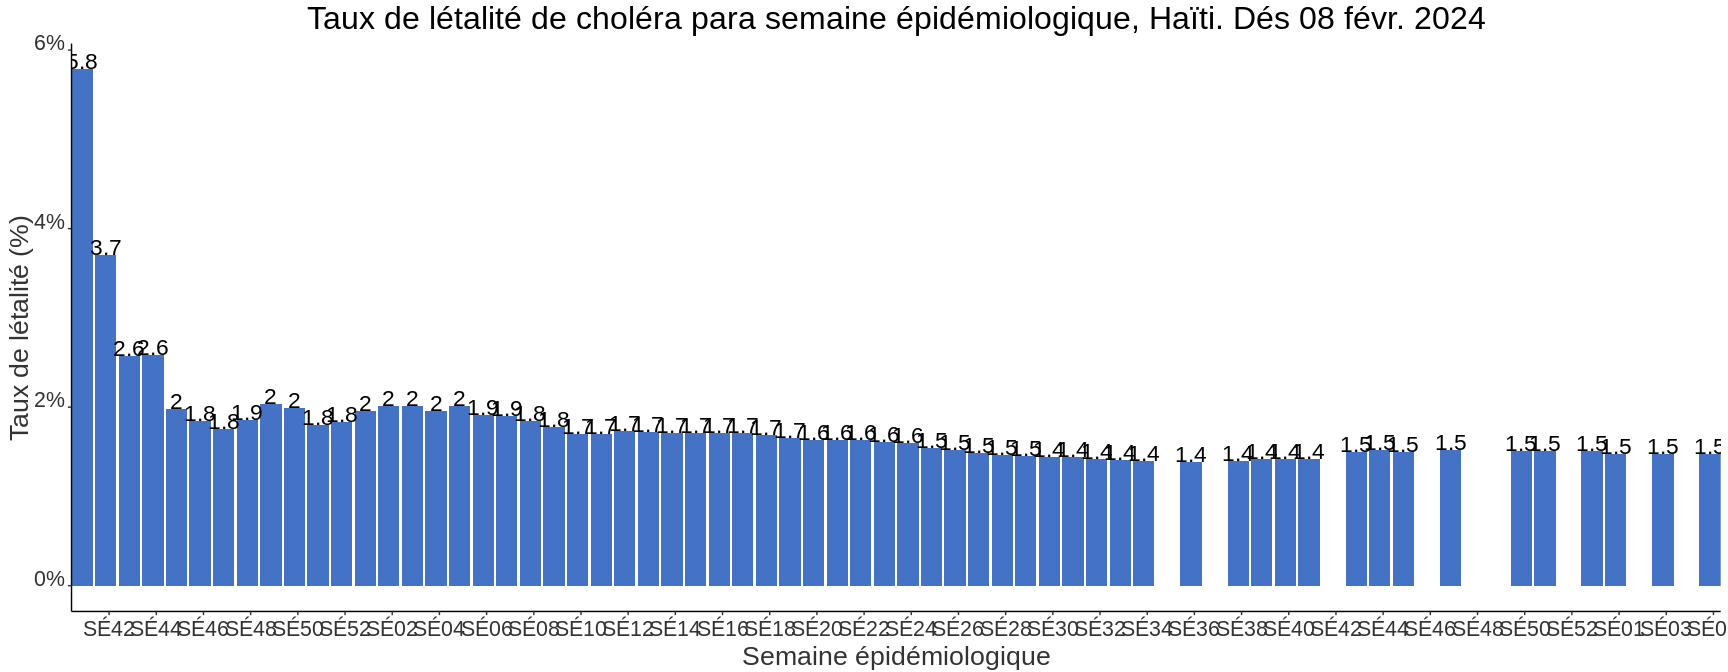 Taux de létalité de choléra para semaine épidémiologique, Haïti. Dés 08 févr. 2024
Taux de létalité (%)
6%
4%
2%
0%
5.8 3.7 2.6 2.6 2 1.8 1.8 1.9 2 2 1.8 1.8 2 2 2 2 2 1.9 1.9 1.8 1.8 1.7 1.7 1.7 1.7 1.7 1.7 1.7 1.7 1.7 1.7 1.6 1.6 1.6 1.6 1.6 1.5 1.5 1.5 1.5 1.5 1.4 1.4 1.4 1.4 1.4 1.4 1.4 1.4 1.4 1.4 1.5 1.5 1.5 1.5 1.5 1.5 1.5 1.5 1.5 1.5
SÉ42 SÉ44 SÉ46 SÉ48 SÉ50 SÉ52 SÉ02 SÉ04 SÉ06 SÉ08 SÉ10 SÉ12 SÉ14 SÉ16 SÉ18 SÉ20 SÉ22 SÉ24 SÉ26 SÉ28 SÉ30 SÉ32 SÉ34 SÉ36 SÉ38 SÉ40 SÉ42 SÉ44 SÉ46 SÉ48 SÉ50 SÉ52 SÉ01 SÉ03 SÉ0
Semaine épidémiologique